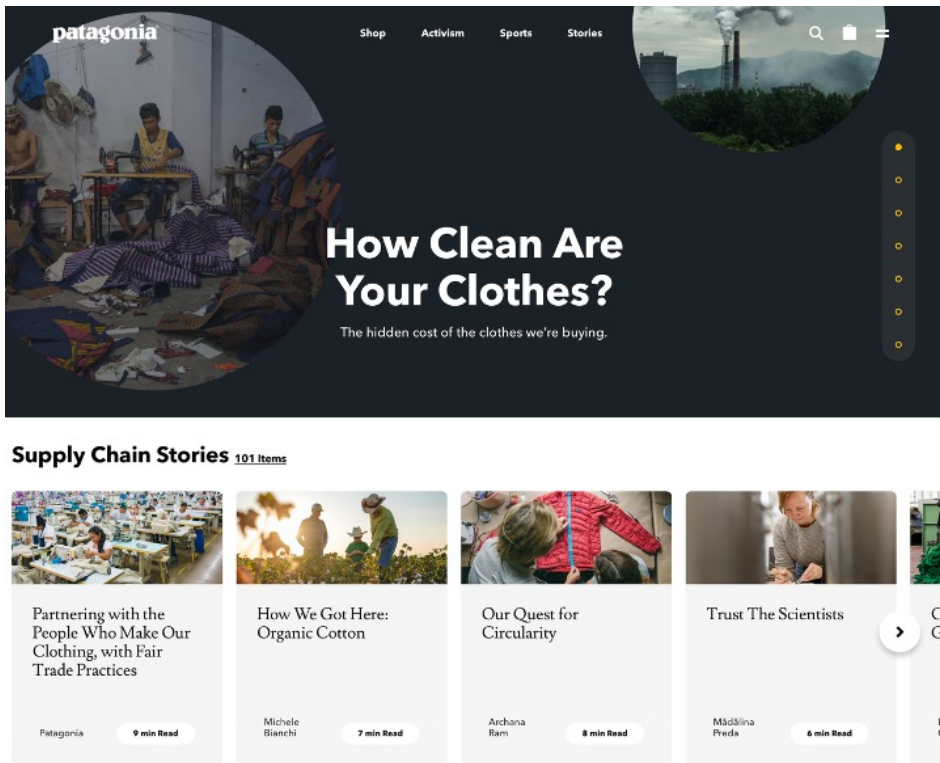 patagonia
Shop Activism Sports Stories
How Clean Are
Your Clothes?
The hidden cost of the clothes we're buying.
Supply Chain Stories 101 Items
Partnering with the
People Who Make Our
Clothing, with Fair
Trade Practices
Patagonia
9 min Read
How We Got Here:
Organic Cotton
Michele
Bianchi
7 min Read
Our Quest for
Circularity
Archana
Ram
8 min Read
Trust The Scientists
Mădălina
Preda
6 min Read